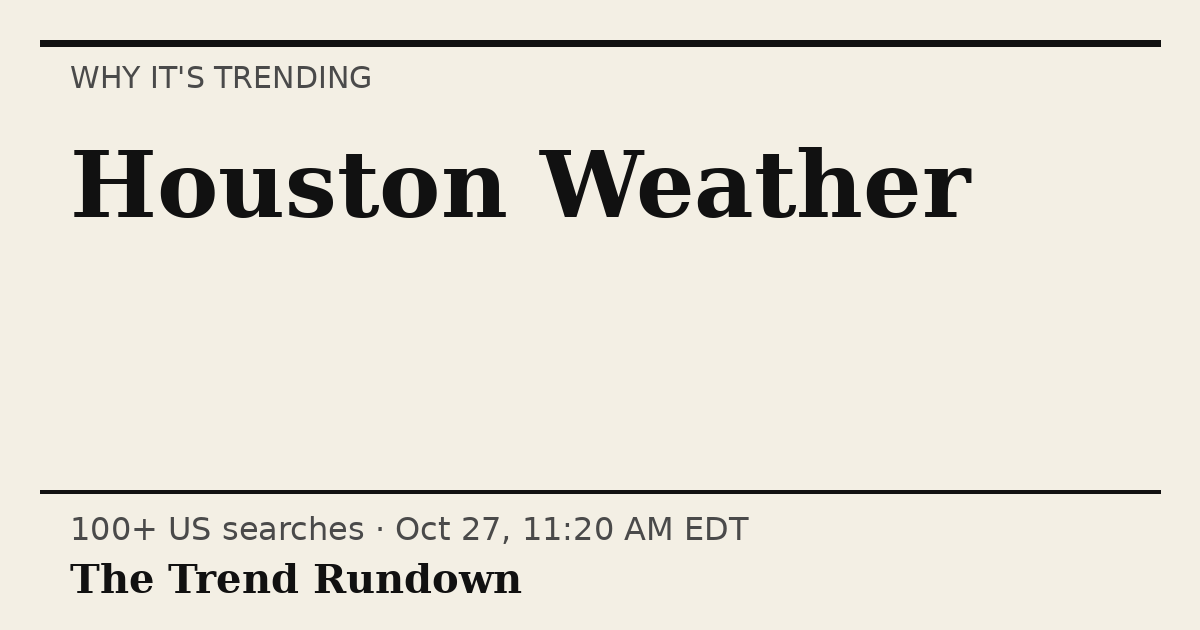 WHY IT'S TRENDING
Houston Weather
100+ US searches · Oct 27, 11:20 AM EDT
The Trend Rundown